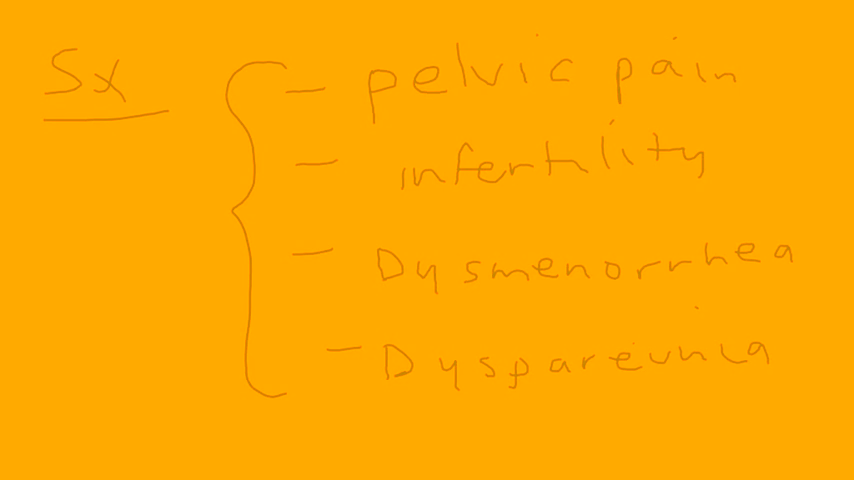 Sx
- pelvic pain
- infertility
- Dysmenorrhea
- Dyspareunia